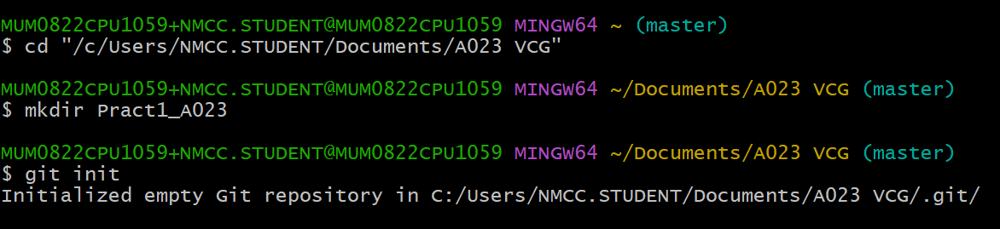 MUM0822CPU1059+NMCC.STUDENT@MUM0822CPU1059 MINGW64 ~ (master)
$ cd "/c/Users/NMCC.STUDENT/Documents/A023 VCG"
MUM0822CPU1059+NMCC.STUDENT@MUM0822CPU1059 MINGW64 ~/Documents/A023 VCG (master)
$ mkdir Pract1_A023
MUM0822CPU1059+NMCC.STUDENT@MUM0822CPU1059 MINGW64 ~/Documents/A023 VCG (master)
$ git init
Initialized empty Git repository in C:/Users/NMCC.STUDENT/Documents/A023 VCG/.git/